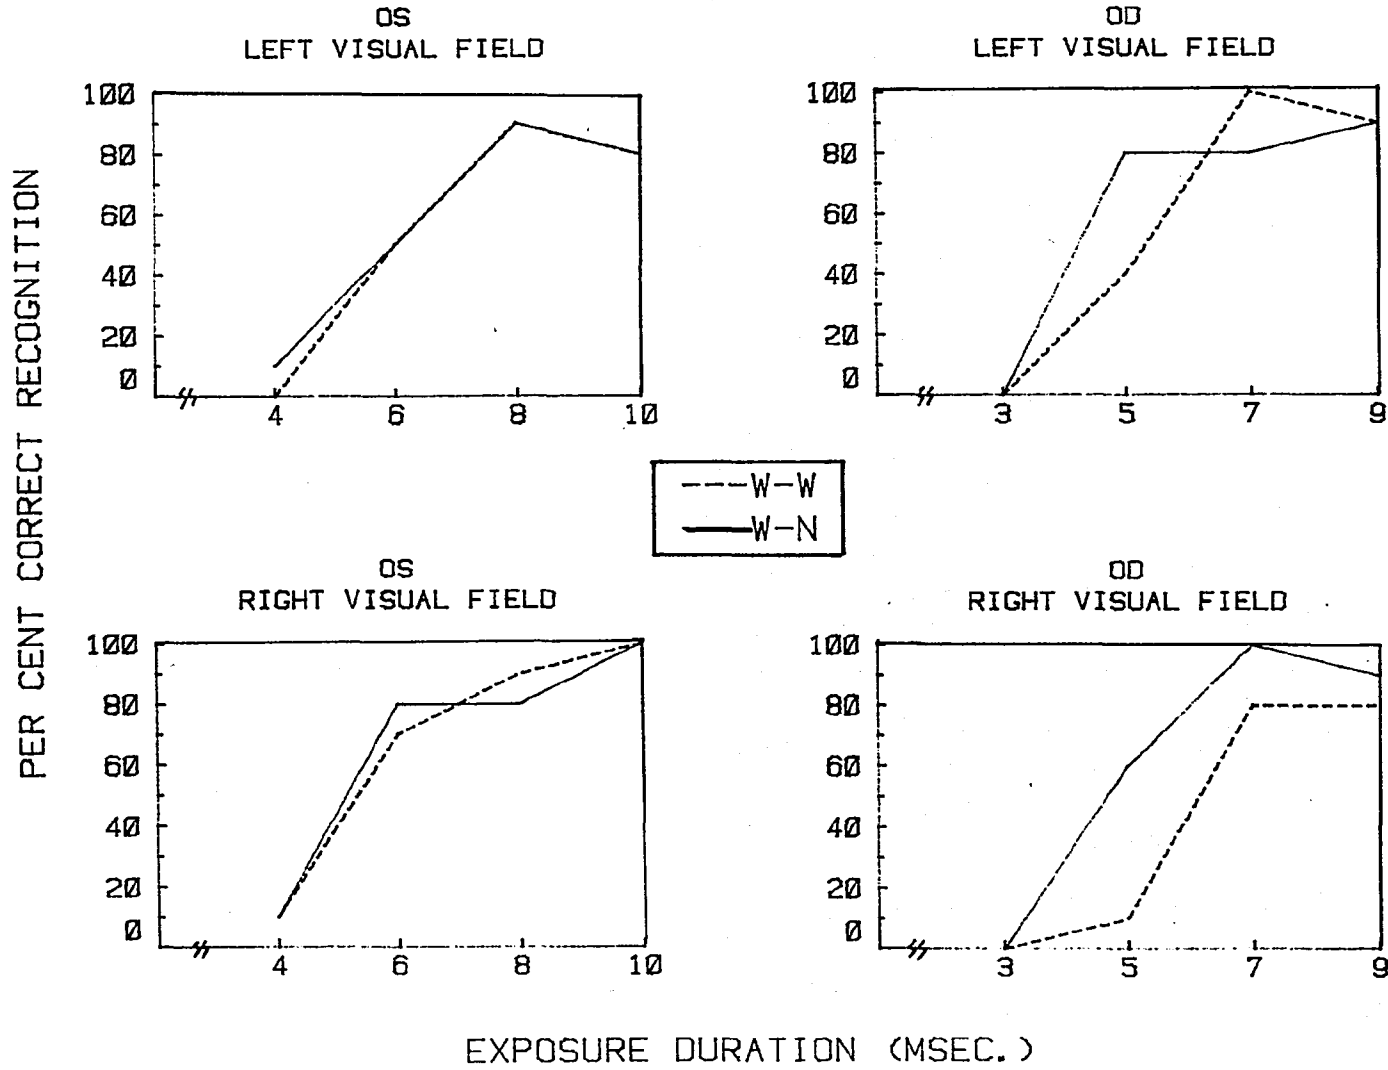 OS
LEFT VISUAL FIELD
OD
LEFT VISUAL FIELD
PER CENT CORRECT RECOGNITION
100
80
60
40
20
0
4 6 8 10
100
80
60
40
20
0
3 5 7 9
W-W
W-N
OS
RIGHT VISUAL FIELD
OD
RIGHT VISUAL FIELD
100
80
60
40
20
0
4 6 8 10
100
80
60
40
20
0
3 5 7 9
EXPOSURE DURATION (MSEC.)